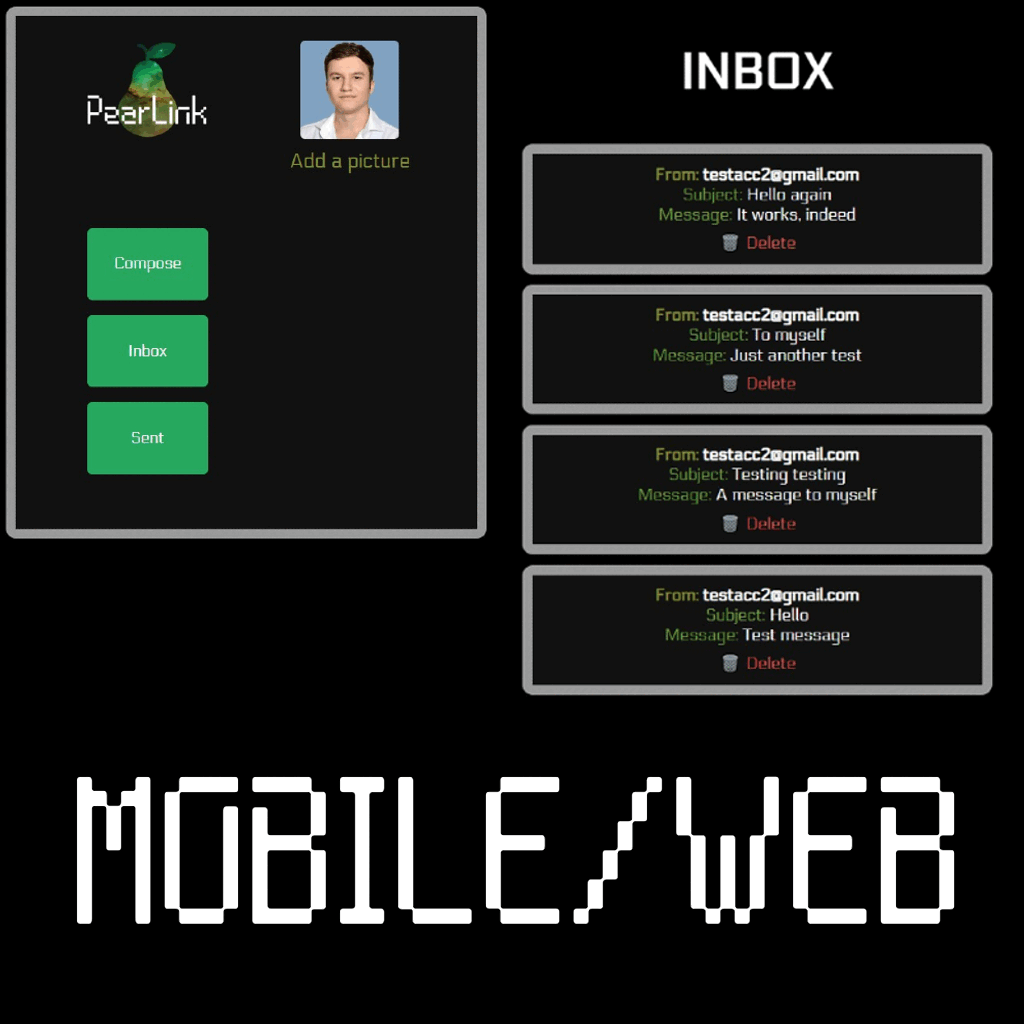 PearLink
Add a picture
Compose
Inbox
Sent
INBOX
From: testacc2@gmail.com
Subject: Hello again
Message: It works, indeed
Delete
From: testacc2@gmail.com
Subject: To myself
Message: Just another test
Delete
From: testacc2@gmail.com
Subject: Testing testing
Message: A message to myself
Delete
From: testacc2@gmail.com
Subject: Hello
Message: Test message
Delete
MOBILE/WEB